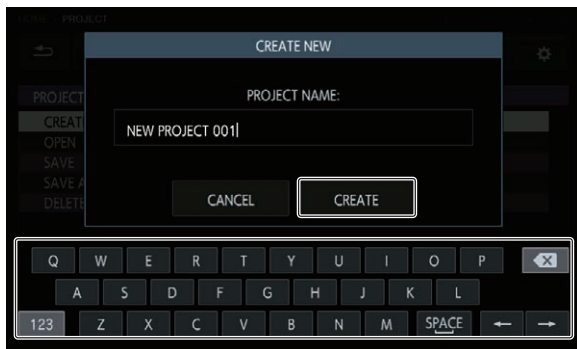 HOME > PROJECT
CREATE NEW
PROJECT
PROJECT NAME:
CREAT
NEW PROJECT 001
OPEN
SAVE
SAVE A
DELETE
CANCEL CREATE
Q W E R T Y U I O P
A S D F G H J K L
123 Z X C V B N M SPACE ← →